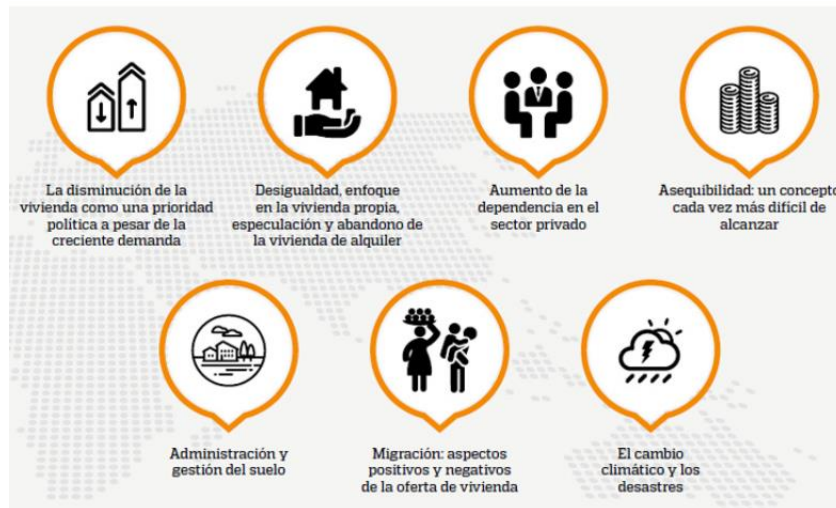 La disminución de la
vivienda como una prioridad
política a pesar de la
creciente demanda
Desigualdad, enfoque
en la vivienda propia,
especulación y abandono de
la vivienda de alquiler
Aumento de la
dependencia en el
sector privado
Asequibilidad: un concepto
cada vez más difícil de
alcanzar
Administración y
gestión del suelo
Migración: aspectos
positivos y negativos
de la oferta de vivienda
El cambio
climático y los
desastres